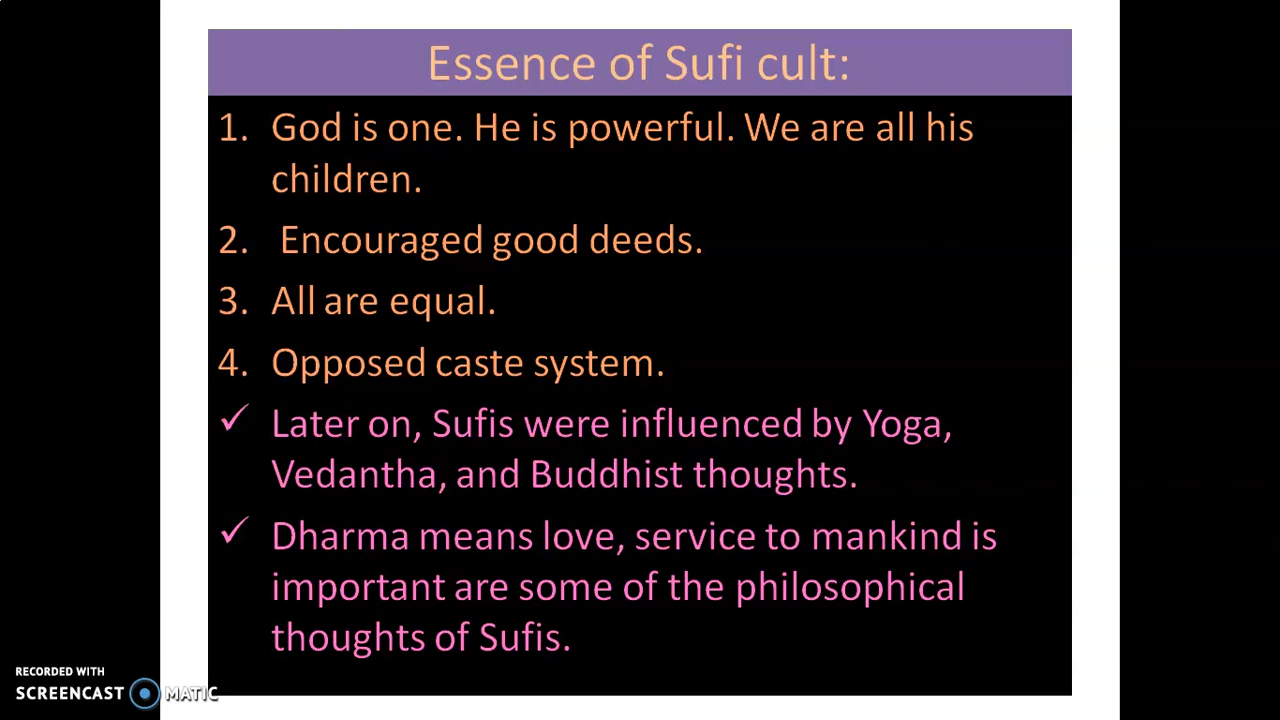 Essence of Sufi cult:
1. God is one. He is powerful. We are all his
children.
2. Encouraged good deeds.
3. All are equal.
4. Opposed caste system.
✓ Later on, Sufis were influenced by Yoga,
Vedantha, and Buddhist thoughts.
✓ Dharma means love, service to mankind is
important are some of the philosophical
thoughts of Sufis.
RECORDED WITH
SCREENCAST MATIC